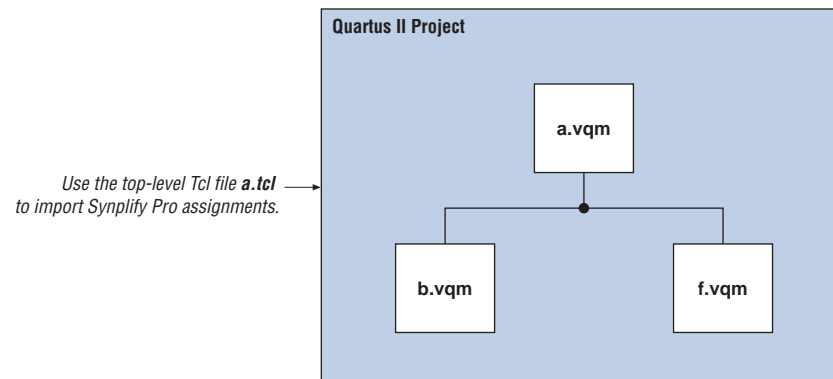 Quartus II Project
a.vqm
Use the top-level Tcl file a.tcl
to import Synplify Pro assignments.
b.vqm
f.vqm